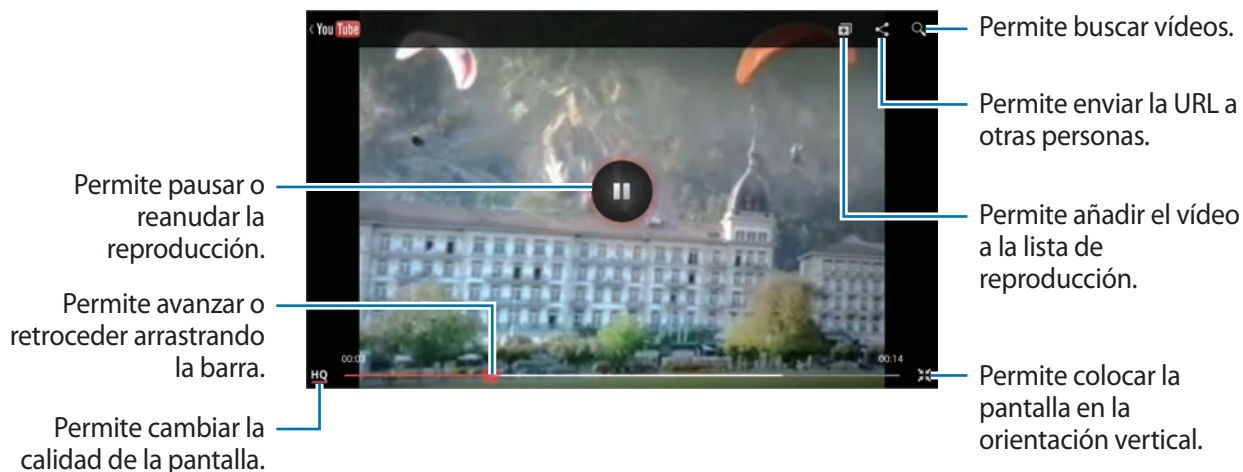 You Tube
Permite buscar vídeos.
Permite enviar la URL a
otras personas.
Permite añadir el vídeo
a la lista de
reproducción.
Permite pausar o
reanudar la
reproducción.
Permite avanzar o
retroceder arrastrando
la barra.
00:03
00:14
HQ
Permite cambiar la
calidad de la pantalla.
Permite colocar la
pantalla en la
orientación vertical.